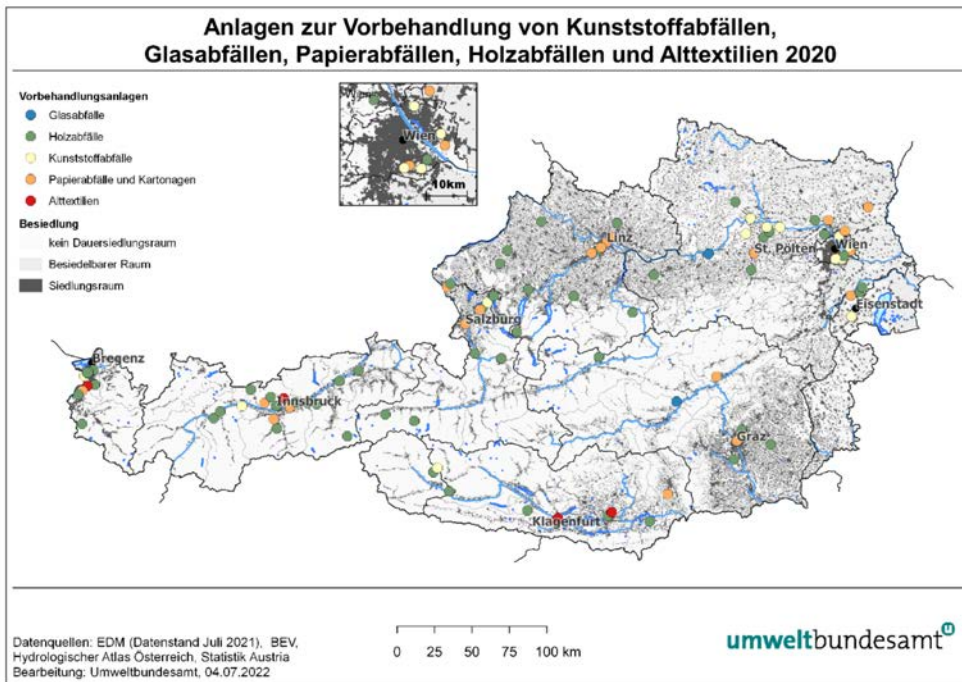 Anlagen zur Vorbehandlung von Kunststoffabfällen,
Glasabfällen, Papierabfällen, Holzabfällen und Alttextilien 2020
Vorbehandlungsanlagen
Glasabfälle
Holzabfälle
Kunststoffabfälle
Papierabfälle und Kartonagen
Alttextilien
Besiedlung
kein Dauersiedlungsraum
Besiedelbarer Raum
Siedlungsraum
Wien
10km
Linz
St. Pölten
Wien
Eisenstadt
Salzburg
Bregenz
Innsbruck
Graz
Klagenfurt
Datenquellen: EDM (Datenstand Juli 2021), BEV,
Hydrologischer Atlas Österreich, Statistik Austria
Bearbeitung: Umweltbundesamt, 04.07.2022
0 25 50 75 100 km
umweltbundesamt